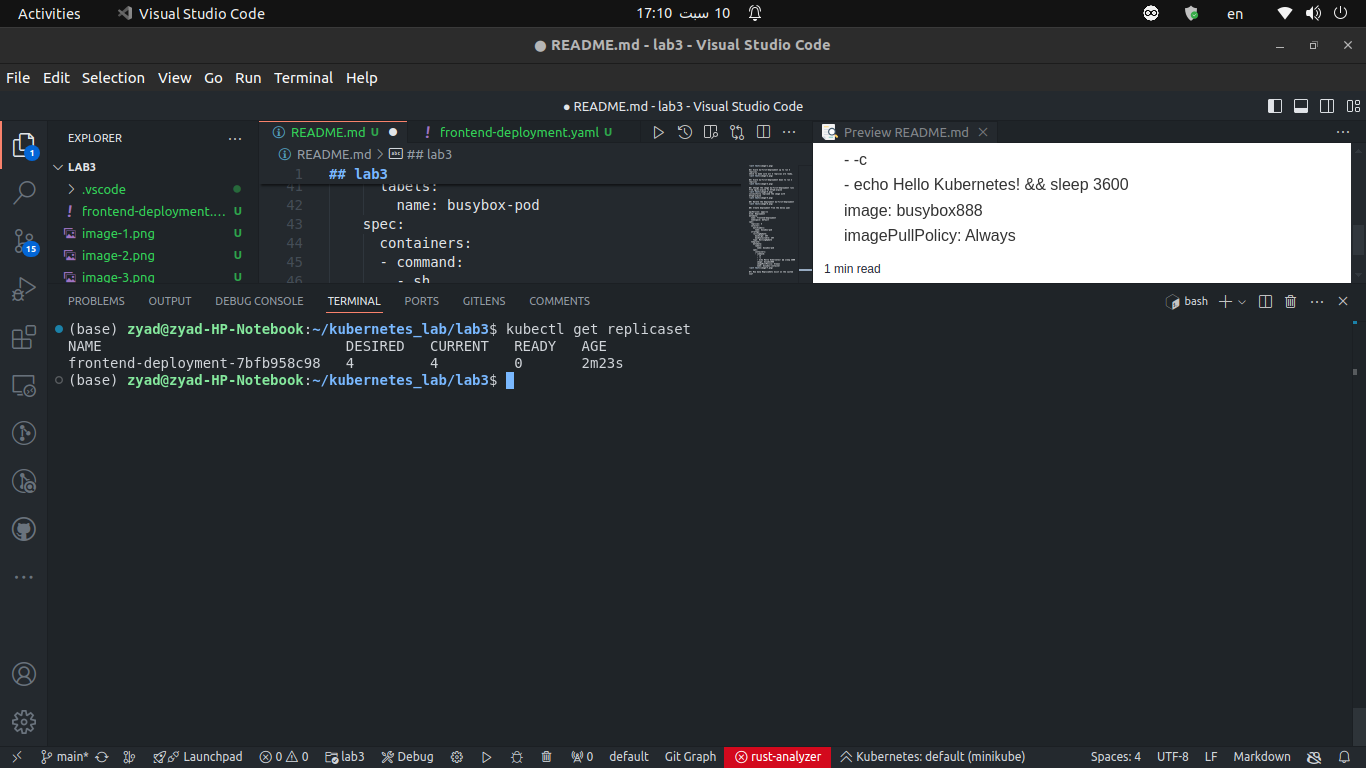 Activities
Visual Studio Code
17:10 10 سبت
en
● README.md - lab3 - Visual Studio Code
File Edit Selection View Go Run Terminal Help
● README.md - lab3 - Visual Studio Code
EXPLORER
LAB3
.vscode
frontend-deployment.... U
image-1.png U
image-2.png U
image-3.png U
1
15
README.md U
frontend-deployment.yaml U
README.md > ## lab3
1 ## lab3
41 labels:
42 name: busybox-pod
43 spec:
44 containers:
45 - command:
46 - sh
Preview README.md
- -c
- echo Hello Kubernetes! && sleep 3600
image: busybox888
imagePullPolicy: Always
1 min read
PROBLEMS OUTPUT DEBUG CONSOLE TERMINAL PORTS GITLENS COMMENTS
bash
(base) zyad@zyad-HP-Notebook:~/kubernetes_lab/lab3$ kubectl get replicaset
NAME DESIRED CURRENT READY AGE
frontend-deployment-7bfb958c98 4 4 0 2m23s
(base) zyad@zyad-HP-Notebook:~/kubernetes_lab/lab3$
main* Launchpad 0 0 lab3 Debug 0 default Git Graph rust-analyzer Kubernetes: default (minikube) Spaces: 4 UTF-8 LF Markdown